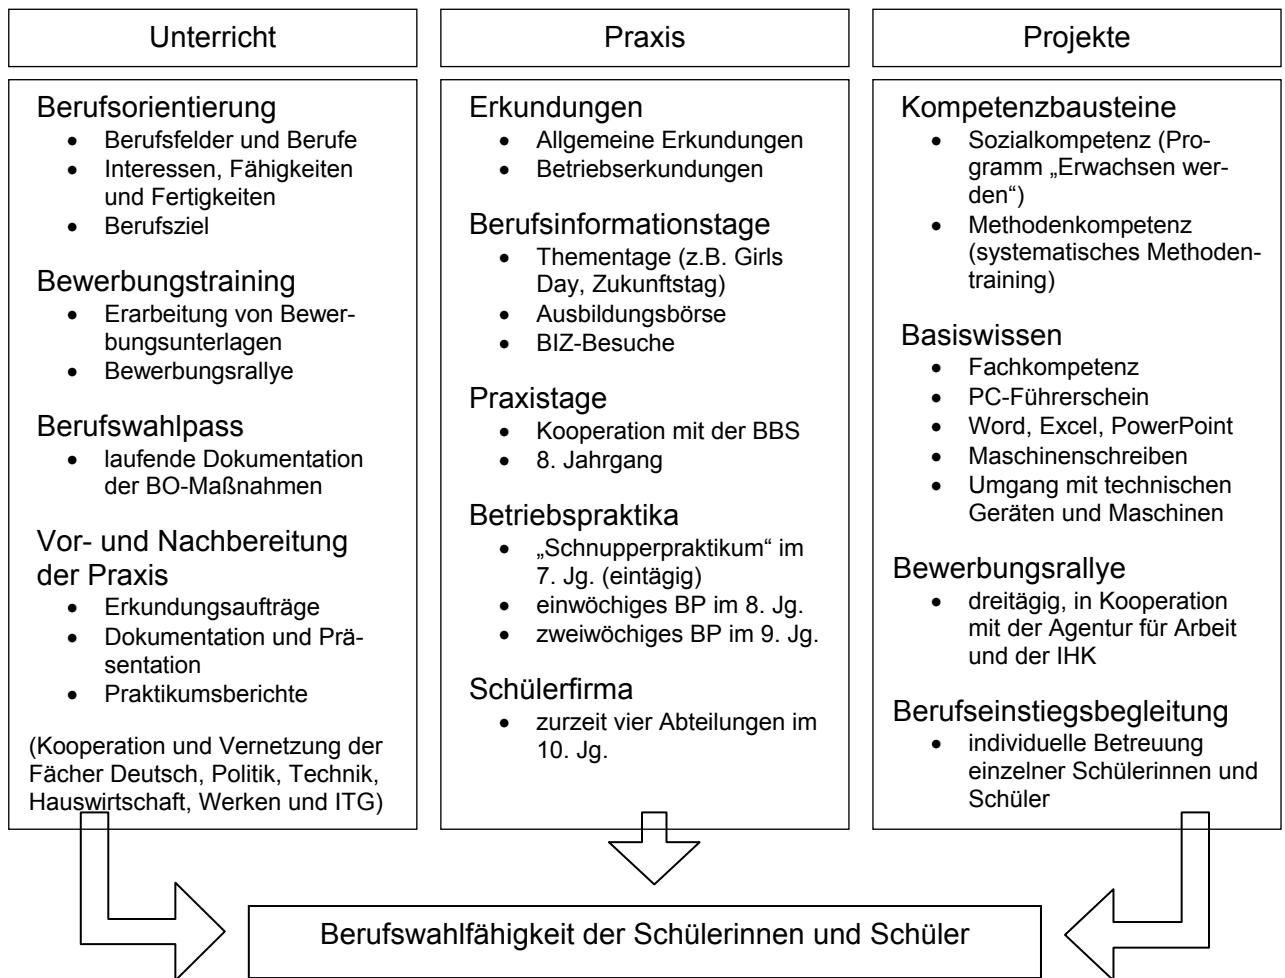 Unterricht
Berufsorientierung
• Berufsfelder und Berufe
• Interessen, Fähigkeiten
und Fertigkeiten
• Berufsziel
Bewerbungstraining
• Erarbeitung von Bewer-
bungsunterlagen
• Bewerbungsrallye
Berufswahlpass
• laufende Dokumentation
der BO-Maßnahmen
Vor- und Nachbereitung
der Praxis
• Erkundungsaufträge
• Dokumentation und Prä-
sentation
• Praktikumsberichte
(Kooperation und Vernetzung der
Fächer Deutsch, Politik, Technik,
Hauswirtschaft, Werken und ITG)
Praxis
Erkundungen
• Allgemeine Erkundungen
• Betriebserkundungen
Berufsinformationstage
• Thementage (z.B. Girls
Day, Zukunftstag)
• Ausbildungsbörse
• BIZ-Besuche
Praxistage
• Kooperation mit der BBS
• 8. Jahrgang
Betriebspraktika
• „Schnupperpraktikum“ im
7. Jg. (eintägig)
• einwöchiges BP im 8. Jg.
• zweiwöchiges BP im 9. Jg.
Schülerfirma
• zurzeit vier Abteilungen im
10. Jg.
Projekte
Kompetenzbausteine
• Sozialkompetenz (Pro-
gramm „Erwachsen wer-
den“)
• Methodenkompetenz
(systematisches Methoden-
training)
Basiswissen
• Fachkompetenz
• PC-Führerschein
• Word, Excel, PowerPoint
• Maschinenschreiben
• Umgang mit technischen
Geräten und Maschinen
Bewerbungsrallye
• dreitägig, in Kooperation
mit der Agentur für Arbeit
und der IHK
Berufseinstiegsbegleitung
• individuelle Betreuung
einzelner Schülerinnen und
Schüler
Berufswahlfähigkeit der Schülerinnen und Schüler